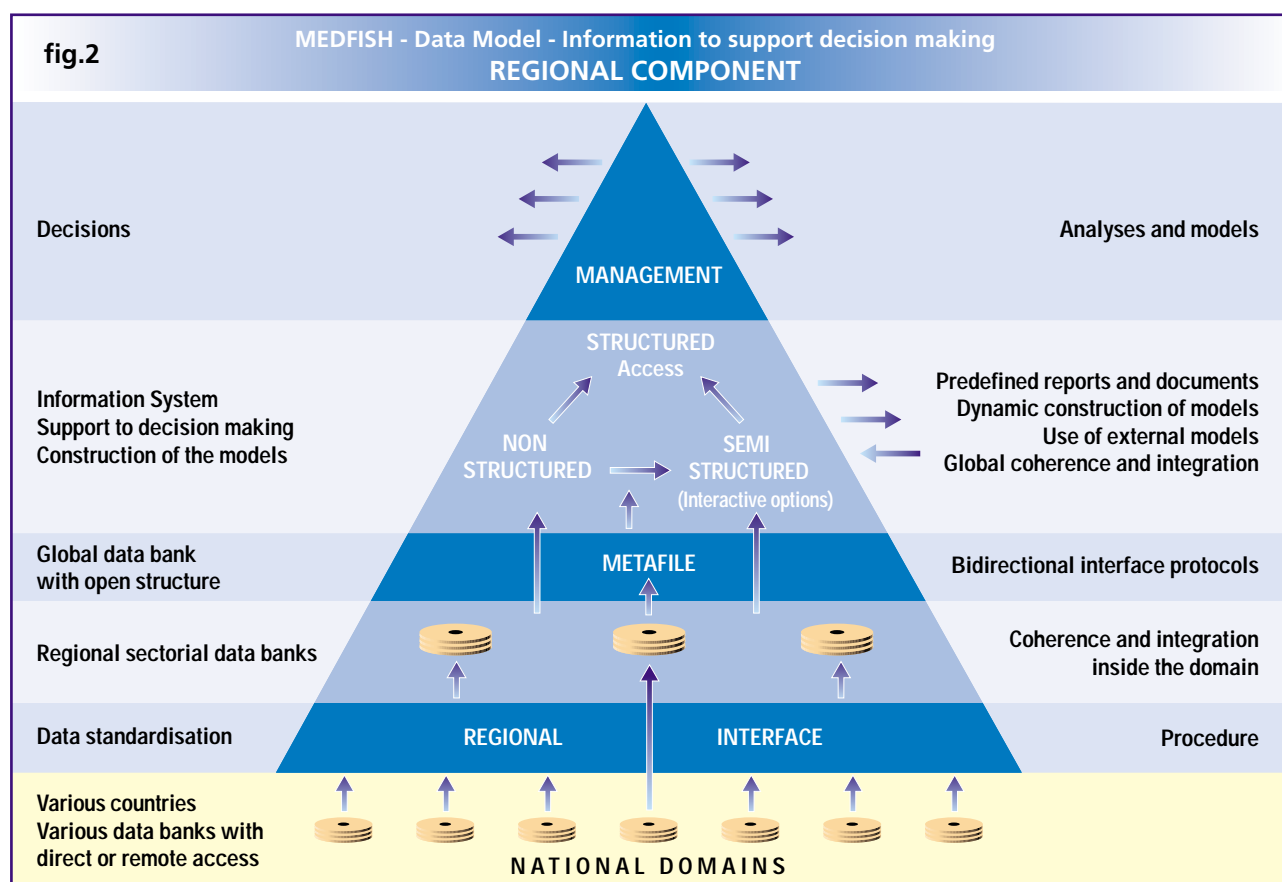 fig.2
MEDFISH - Data Model - Information to support decision making
REGIONAL COMPONENT
Decisions
MANAGEMENT
Analyses and models
Information System
Support to decision making
Construction of the models
STRUCTURED
Access
NON
STRUCTURED
SEMI
STRUCTURED
(Interactive options)
Predefined reports and documents
Dynamic construction of models
Use of external models
Global coherence and integration
Global data bank
with open structure
METAFILE
Bidirectional interface protocols
Regional sectorial data banks
Coherence and integration
inside the domain
Data standardisation
REGIONAL INTERFACE
Procedure
Various countries
Various data banks with
direct or remote access
NATIONAL DOMAINS